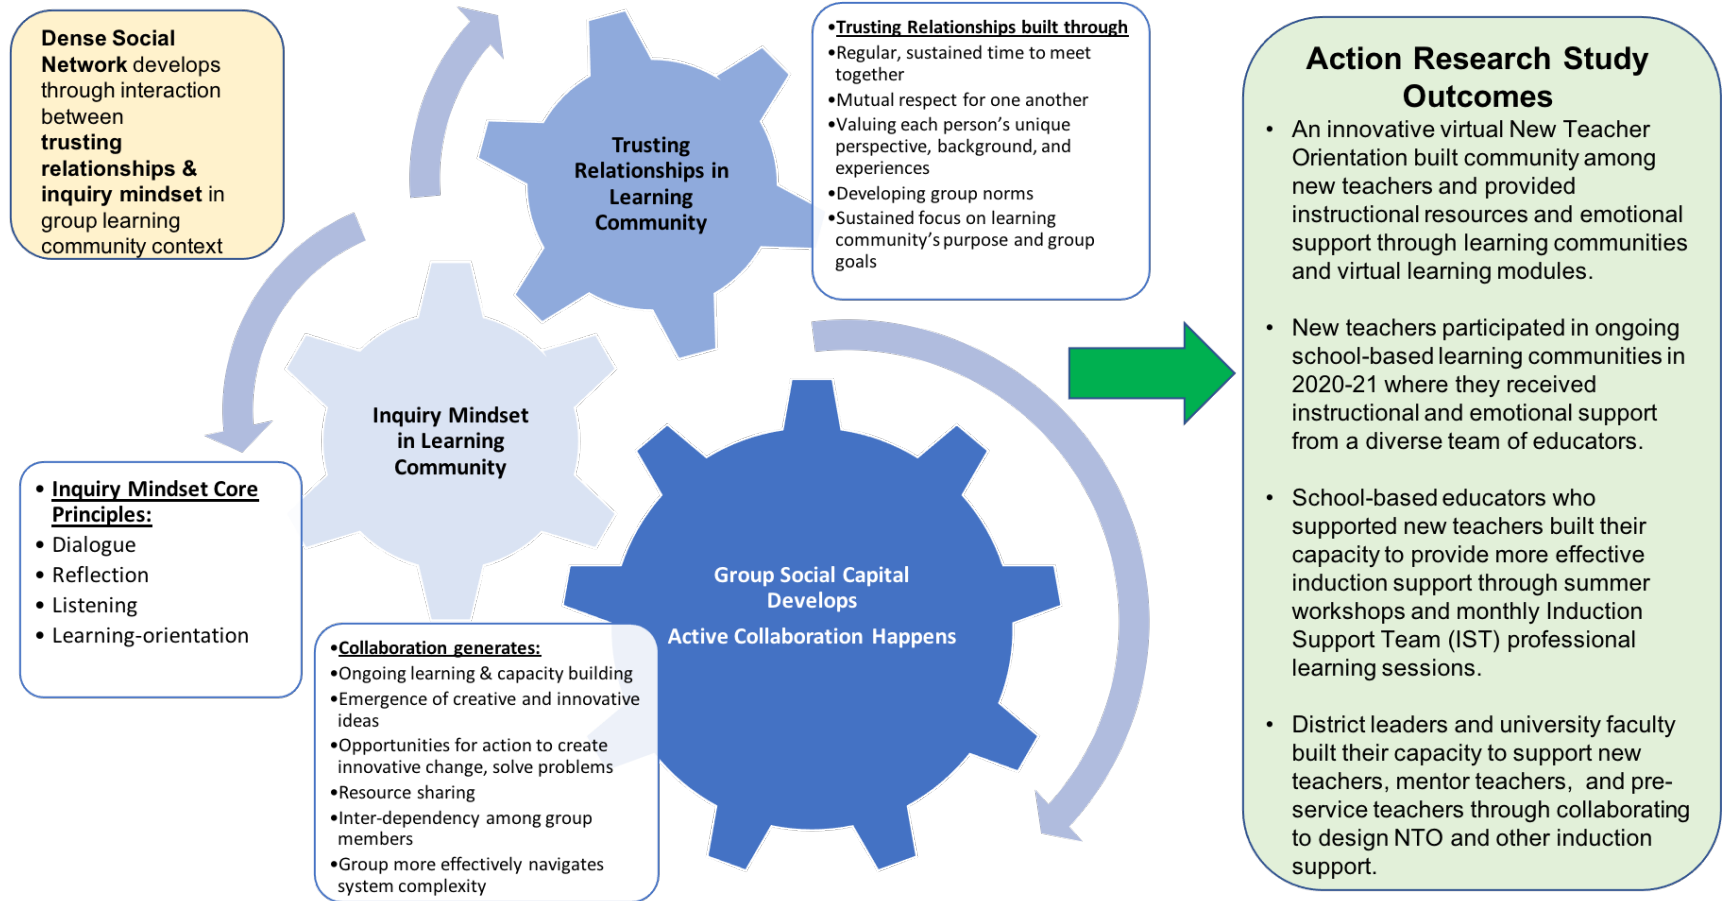 Dense Social
Network develops
through interaction
between
trusting
relationships &
inquiry mindset in
group learning
community context
Trusting
Relationships in
Learning
Community
•Trusting Relationships built through
•Regular, sustained time to meet
together
•Mutual respect for one another
•Valuing each person's unique
perspective, background, and
experiences
•Developing group norms
•Sustained focus on learning
community's purpose and group
goals
Inquiry Mindset
in Learning
Community
• Inquiry Mindset Core
Principles:
• Dialogue
• Reflection
• Listening
• Learning-orientation
Group Social Capital
Develops
Active Collaboration Happens
•Collaboration generates:
•Ongoing learning & capacity building
•Emergence of creative and innovative
ideas
•Opportunities for action to create
innovative change, solve problems
•Resource sharing
•Inter-dependency among group
members
•Group more effectively navigates
system complexity
Action Research Study
Outcomes
• An innovative virtual New Teacher
Orientation built community among
new teachers and provided
instructional resources and emotional
support through learning communities
and virtual learning modules.
• New teachers participated in ongoing
school-based learning communities in
2020-21 where they received
instructional and emotional support
from a diverse team of educators.
• School-based educators who
supported new teachers built their
capacity to provide more effective
induction support through summer
workshops and monthly Induction
Support Team (IST) professional
learning sessions.
• District leaders and university faculty
built their capacity to support new
teachers, mentor teachers, and pre-
service teachers through collaborating
to design NTO and other induction
support.